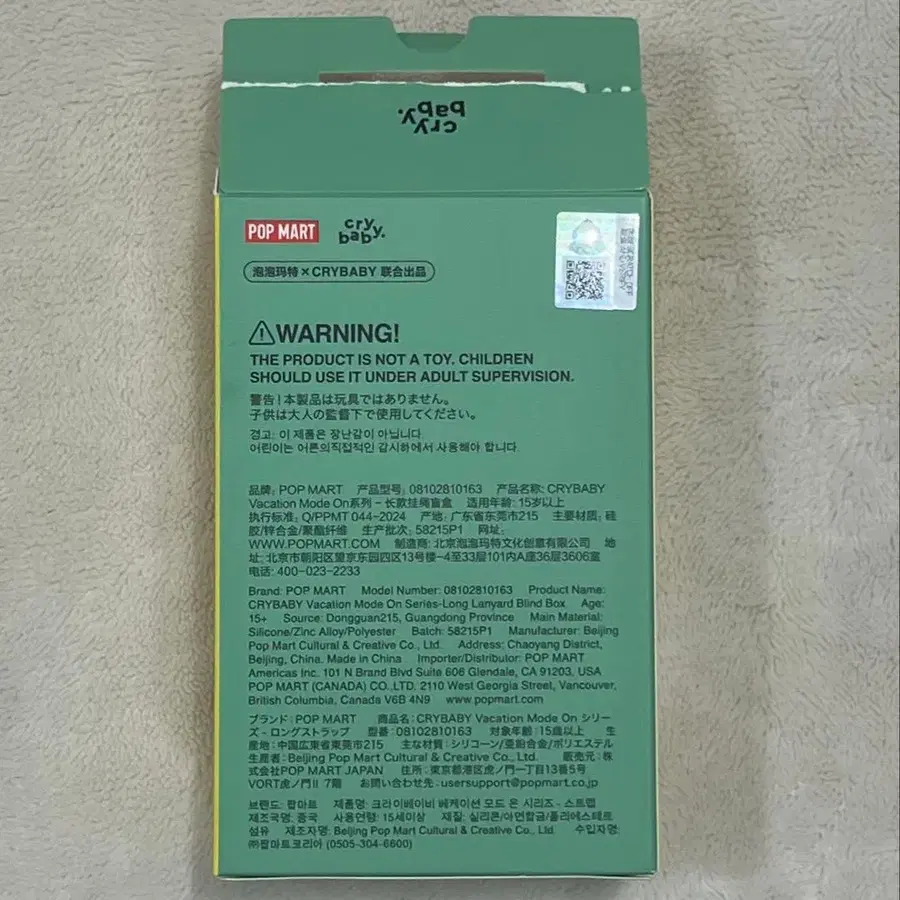 cry
baby.
POP MART
cry
baby.
泡泡玛特×CRYBABY 联合出品
WARNING!
THE PRODUCT IS NOT A TOY. CHILDREN
SHOULD USE IT UNDER ADULT SUPERVISION.
警告！本製品は玩具ではありません。
子供は大人の監督下で使用してください。
경고: 이 제품은 장난감이 아닙니다.
어린이는 어른의직접적인 감시하에서 사용해야 합니다.
品牌: POP MART 产品型号: 08102810163 产品名称: CRYBABY
Vacation Mode On系列 - 长款挂绳盲盒 适用年龄: 15岁以上
执行标准: Q/PPMT 044-2024 产地: 广东省东莞市215 主要材质: 硅
胶/锌合金/聚酯纤维 生产批次: 58215P1 网址:
WWW.POPMART.COM 制造商: 北京泡泡玛特文化创意有限公司 地
址: 北京市朝阳区望京东园四区13号楼-4至33层101内A座36层3606室
电话: 400-023-2233
Brand: POP MART Model Number: 08102810163 Product Name:
CRYBABY Vacation Mode On Series-Long Lanyard Blind Box Age:
15+ Source: Dongguan215, Guangdong Province Main Material:
Silicone/Zinc Alloy/Polyester Batch: 58215P1 Manufacturer: Beijing
Pop Mart Cultural & Creative Co., Ltd. Address: Chaoyang District,
Beijing, China. Made in China Importer/Distributor: POP MART
Americas Inc. 101 N Brand Blvd Suite 606 Glendale, CA 91203, USA
POP MART (CANADA) CO.,LTD. 2110 West Georgia Street, Vancouver,
British Columbia, Canada V6B 4N9 www.popmart.com
ブランド: POP MART 商品名: CRYBABY Vacation Mode On シリー
ズ - ロングストラップ 型番: 08102810163 対象年齢: 15歳以上 生
産地: 中国広東省東莞市215 主な材質: シリコーン/亜鉛合金/ポリエステル
生産者: Beijing Pop Mart Cultural & Creative Co., Ltd. 販売元: 株
式会社POP MART JAPAN 住所: 東京都港区虎ノ門一丁目13番5号
VORT虎ノ門Ⅱ 7階 お問い合わせ先: usersupport@popmart.co.jp
브랜드: 팝마트 제품명: 크라이베이비 베케이션 모드 온 시리즈 - 스트랩
제조국명: 중국 사용연령: 15세이상 재질: 실리콘/아연합금/폴리에스테르
섬유 제조자명: Beijing Pop Mart Cultural & Creative Co., Ltd. 수입자명:
㈜팝마트코리아 (0505-304-6600)